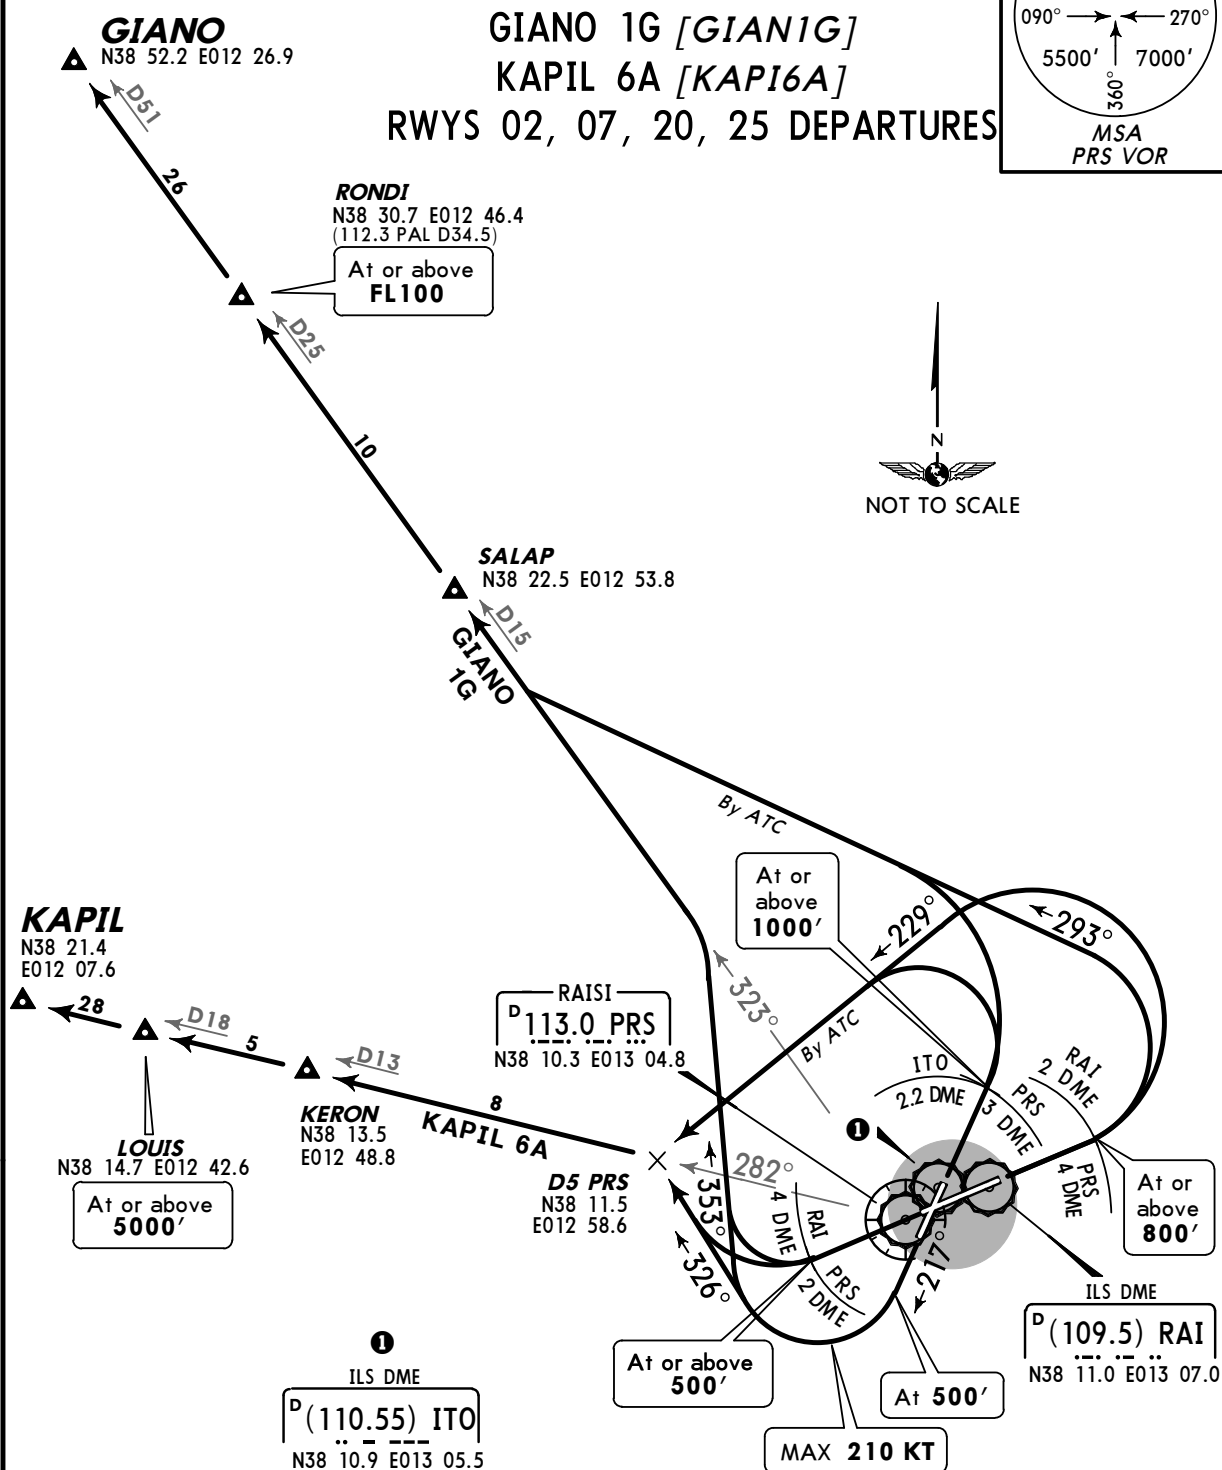 GIANO 1G [GIAN1G]
KAPIL 6A [KAPI6A]
RWYS 02, 07, 20, 25 DEPARTURES
090°
270°
5500′
7000′
360°
MSA
PRS VOR
GIANO
N38 52.2 E012 26.9
D51
26
RONDI
N38 30.7 E012 46.4
(112.3 PAL D34.5)
At or above
FL100
D25
10
N
NOT TO SCALE
SALAP
N38 22.5 E012 53.8
D15
GIANO
1G
By ATC
At or
above
1000′
229°
293°
KAPIL
N38 21.4
E012 07.6
28
D18
5
D13
8
KAPIL 6A
LOUIS
N38 14.7 E012 42.6
At or above
5000′
KERON
N38 13.5
E012 48.8
RAISI
D 113.0 PRS
N38 10.3 E013 04.8
323°
By ATC
ITO
2.2 DME
PRS
3 DME
RAI
2 DME
PRS
4 DME
At or
above
800′
D5 PRS
N38 11.5
E012 58.6
282°
353°
326°
RAI
4 DME
PRS
2 DME
217°
1
At or above
500′
At 500′
MAX 210 KT
ILS DME
D (109.5) RAI
N38 11.0 E013 07.0
1
ILS DME
D (110.55) ITO
N38 10.9 E013 05.5